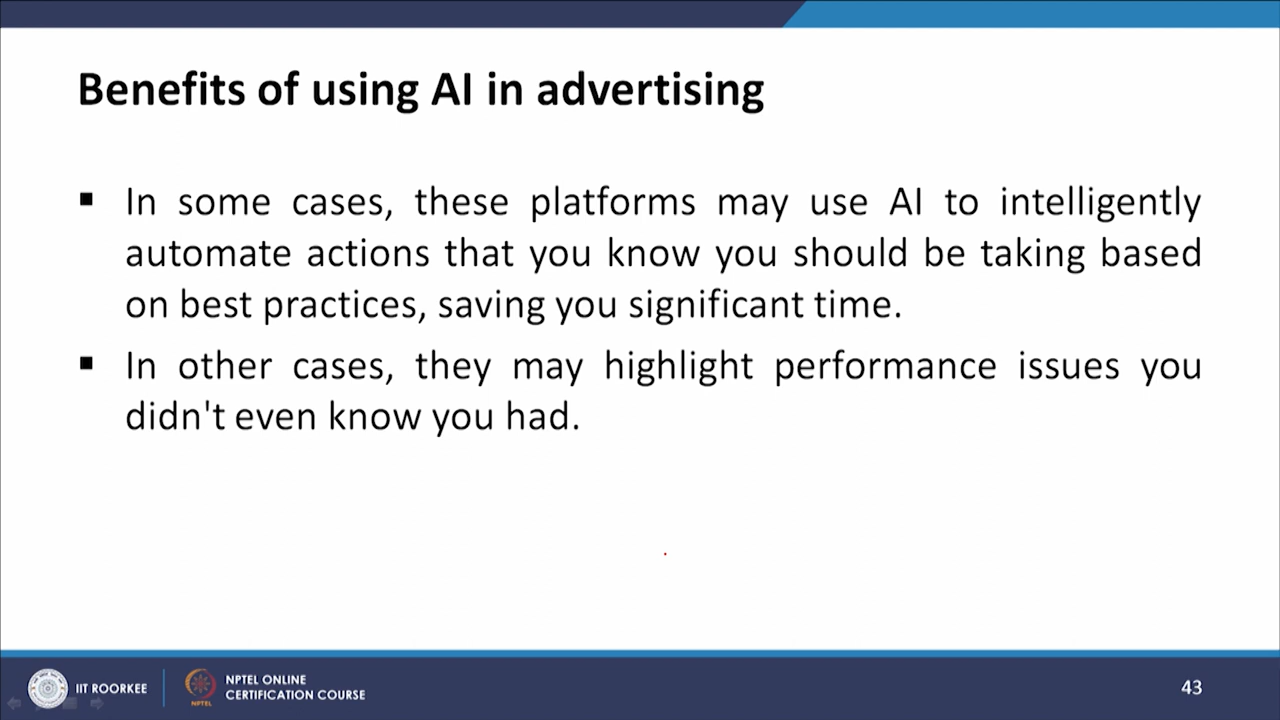 Benefits of using AI in advertising
In some cases, these platforms may use AI to intelligently
automate actions that you know you should be taking based
on best practices, saving you significant time.
In other cases, they may highlight performance issues you
didn't even know you had.
IIT ROORKEE
NPTEL
NPTEL ONLINE
CERTIFICATION COURSE
43